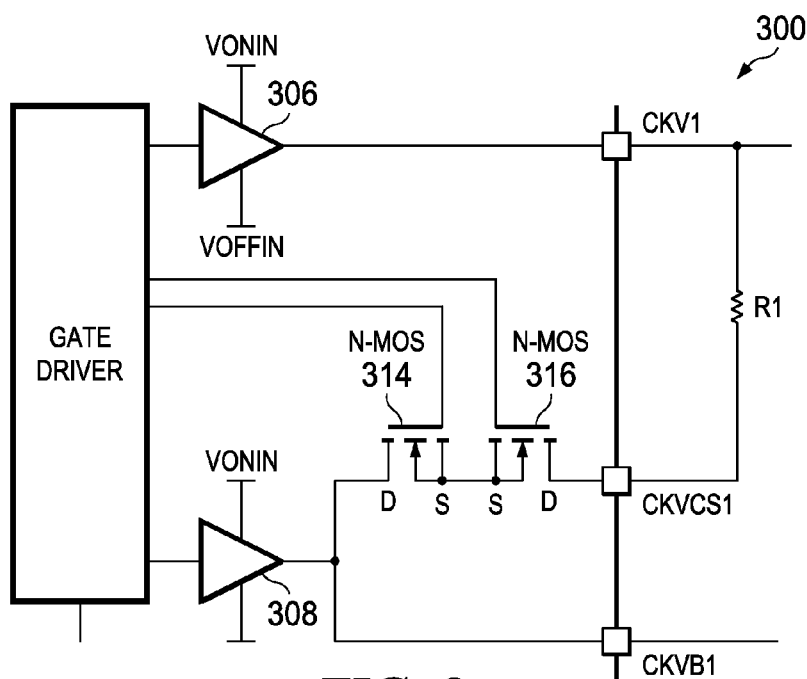 300
VONIN
306
CKV1
VOFFIN
R1
GATE
DRIVER
N-MOS
314
N-MOS
316
VONIN
D
S
S
D
CKVCS1
308
CKVB1